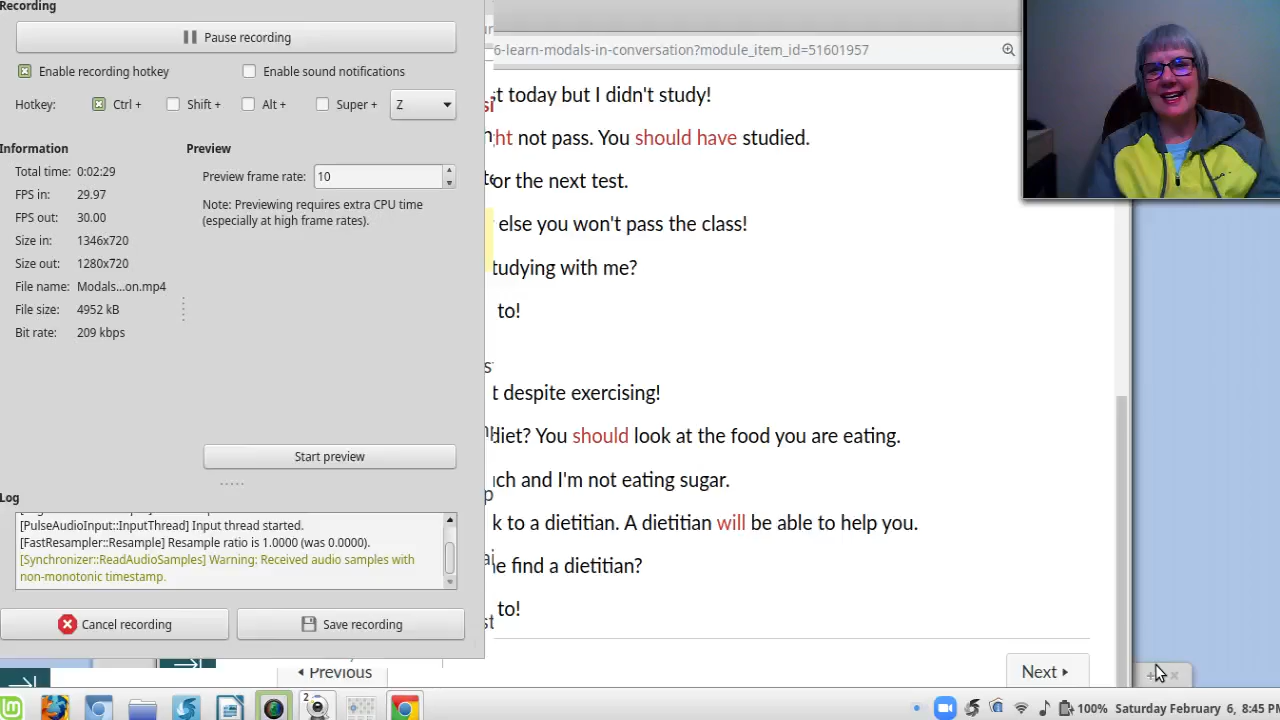 Recording
Pause recording
Enable recording hotkey
Enable sound notifications
Hotkey:
Ctrl +
Shift +
Alt +
Super +
Z
Information
Total time: 0:02:29
FPS in: 29.97
FPS out: 30.00
Size in: 1346x720
Size out: 1280x720
File name: Modals...on.mp4
File size: 4952 kB
Bit rate: 209 kbps
Preview
Preview frame rate: 10
Note: Previewing requires extra CPU time
(especially at high frame rates).
Start preview
Log
[PulseAudioInput::InputThread] Input thread started.
[FastResampler::Resample] Resample ratio is 1.0000 (was 0.0000).
[Synchronizer::ReadAudioSamples] Warning: Received audio samples with
non-monotonic timestamp.
Cancel recording
Save recording
6-learn-modals-in-conversation?module_item_id=51601957
t today but I didn't study!
ht not pass. You should have studied.
or the next test.
else you won't pass the class!
tudying with me?
to!
t despite exercising!
diet? You should look at the food you are eating.
ch and I'm not eating sugar.
k to a dietitian. A dietitian will be able to help you.
e find a dietitian?
to!
Previous
Next
2
100% Saturday February 6, 8:45 PM